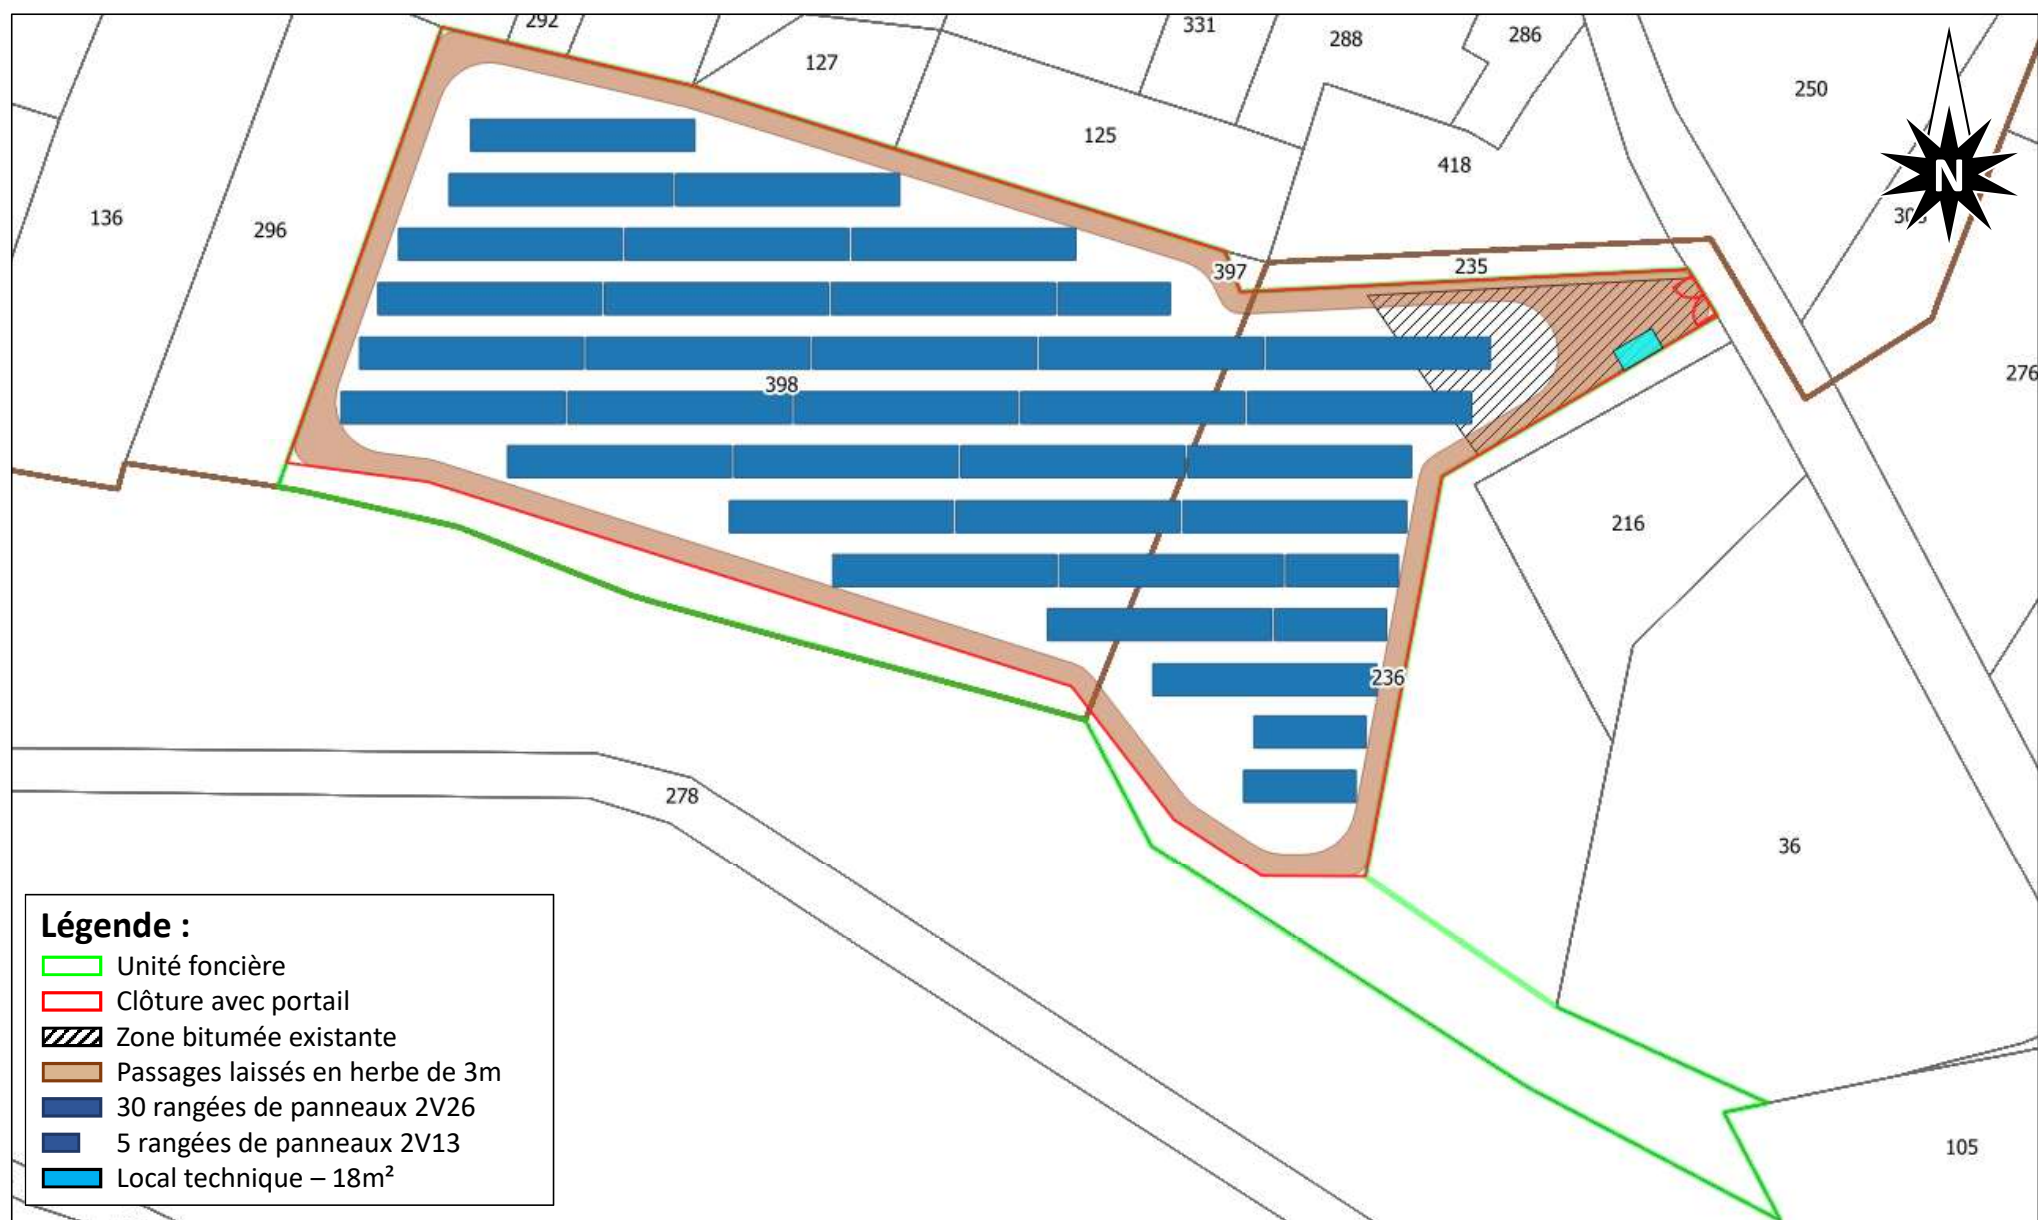 292
331
288
286
127
250
125
418
N
136
296
397
235
398
276
216
236
278
36
105
Légende :
Unité foncière
Clôture avec portail
Zone bitumée existante
Passages laissés en herbe de 3m
30 rangées de panneaux 2V26
5 rangées de panneaux 2V13
Local technique – 18m²